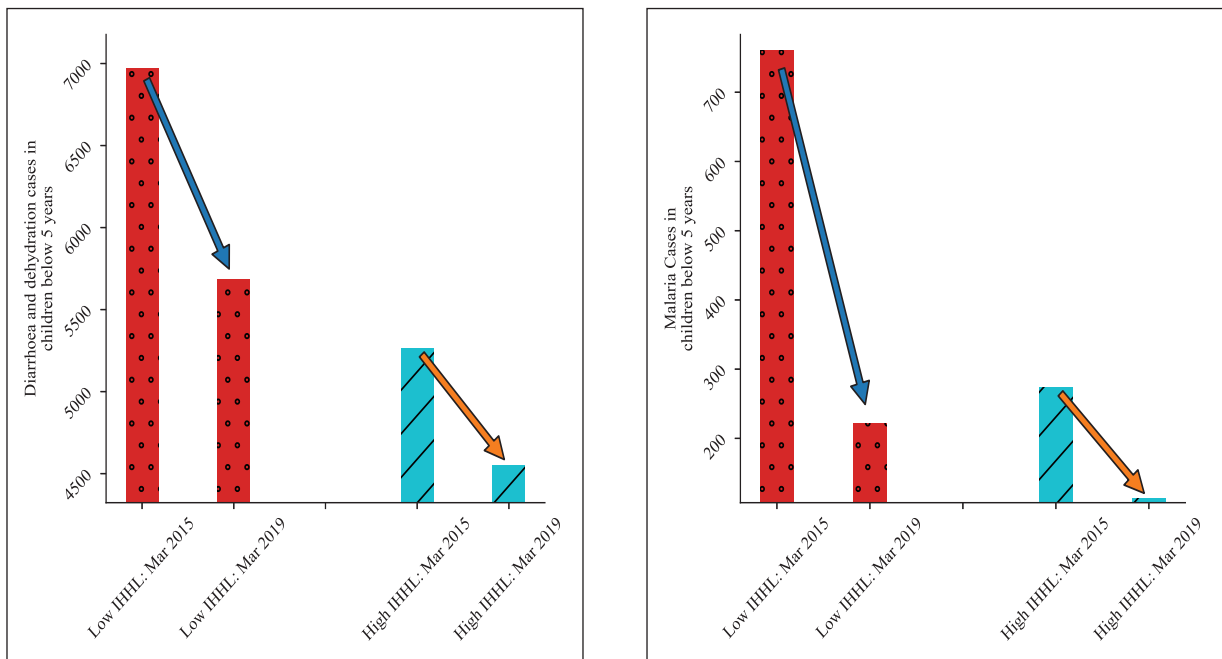 Diarrhoea and dehydration cases in
children below 5 years
7000
6500
6000
5500
5000
4500
Low IHHL: Mar 2015
Low IHHL: Mar 2019
High IHHL: Mar 2015
High IHHL: Mar 2019
Malaria Cases in
children below 5 years
700
600
500
400
300
200
Low IHHL: Mar 2015
Low IHHL: Mar 2019
High IHHL: Mar 2015
High IHHL: Mar 2019